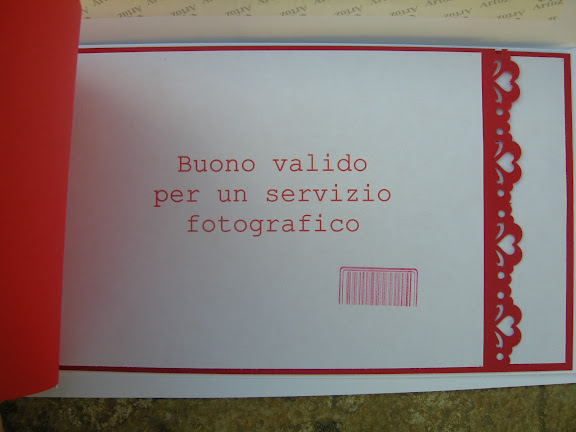 Buono valido
per un servizio
fotografico